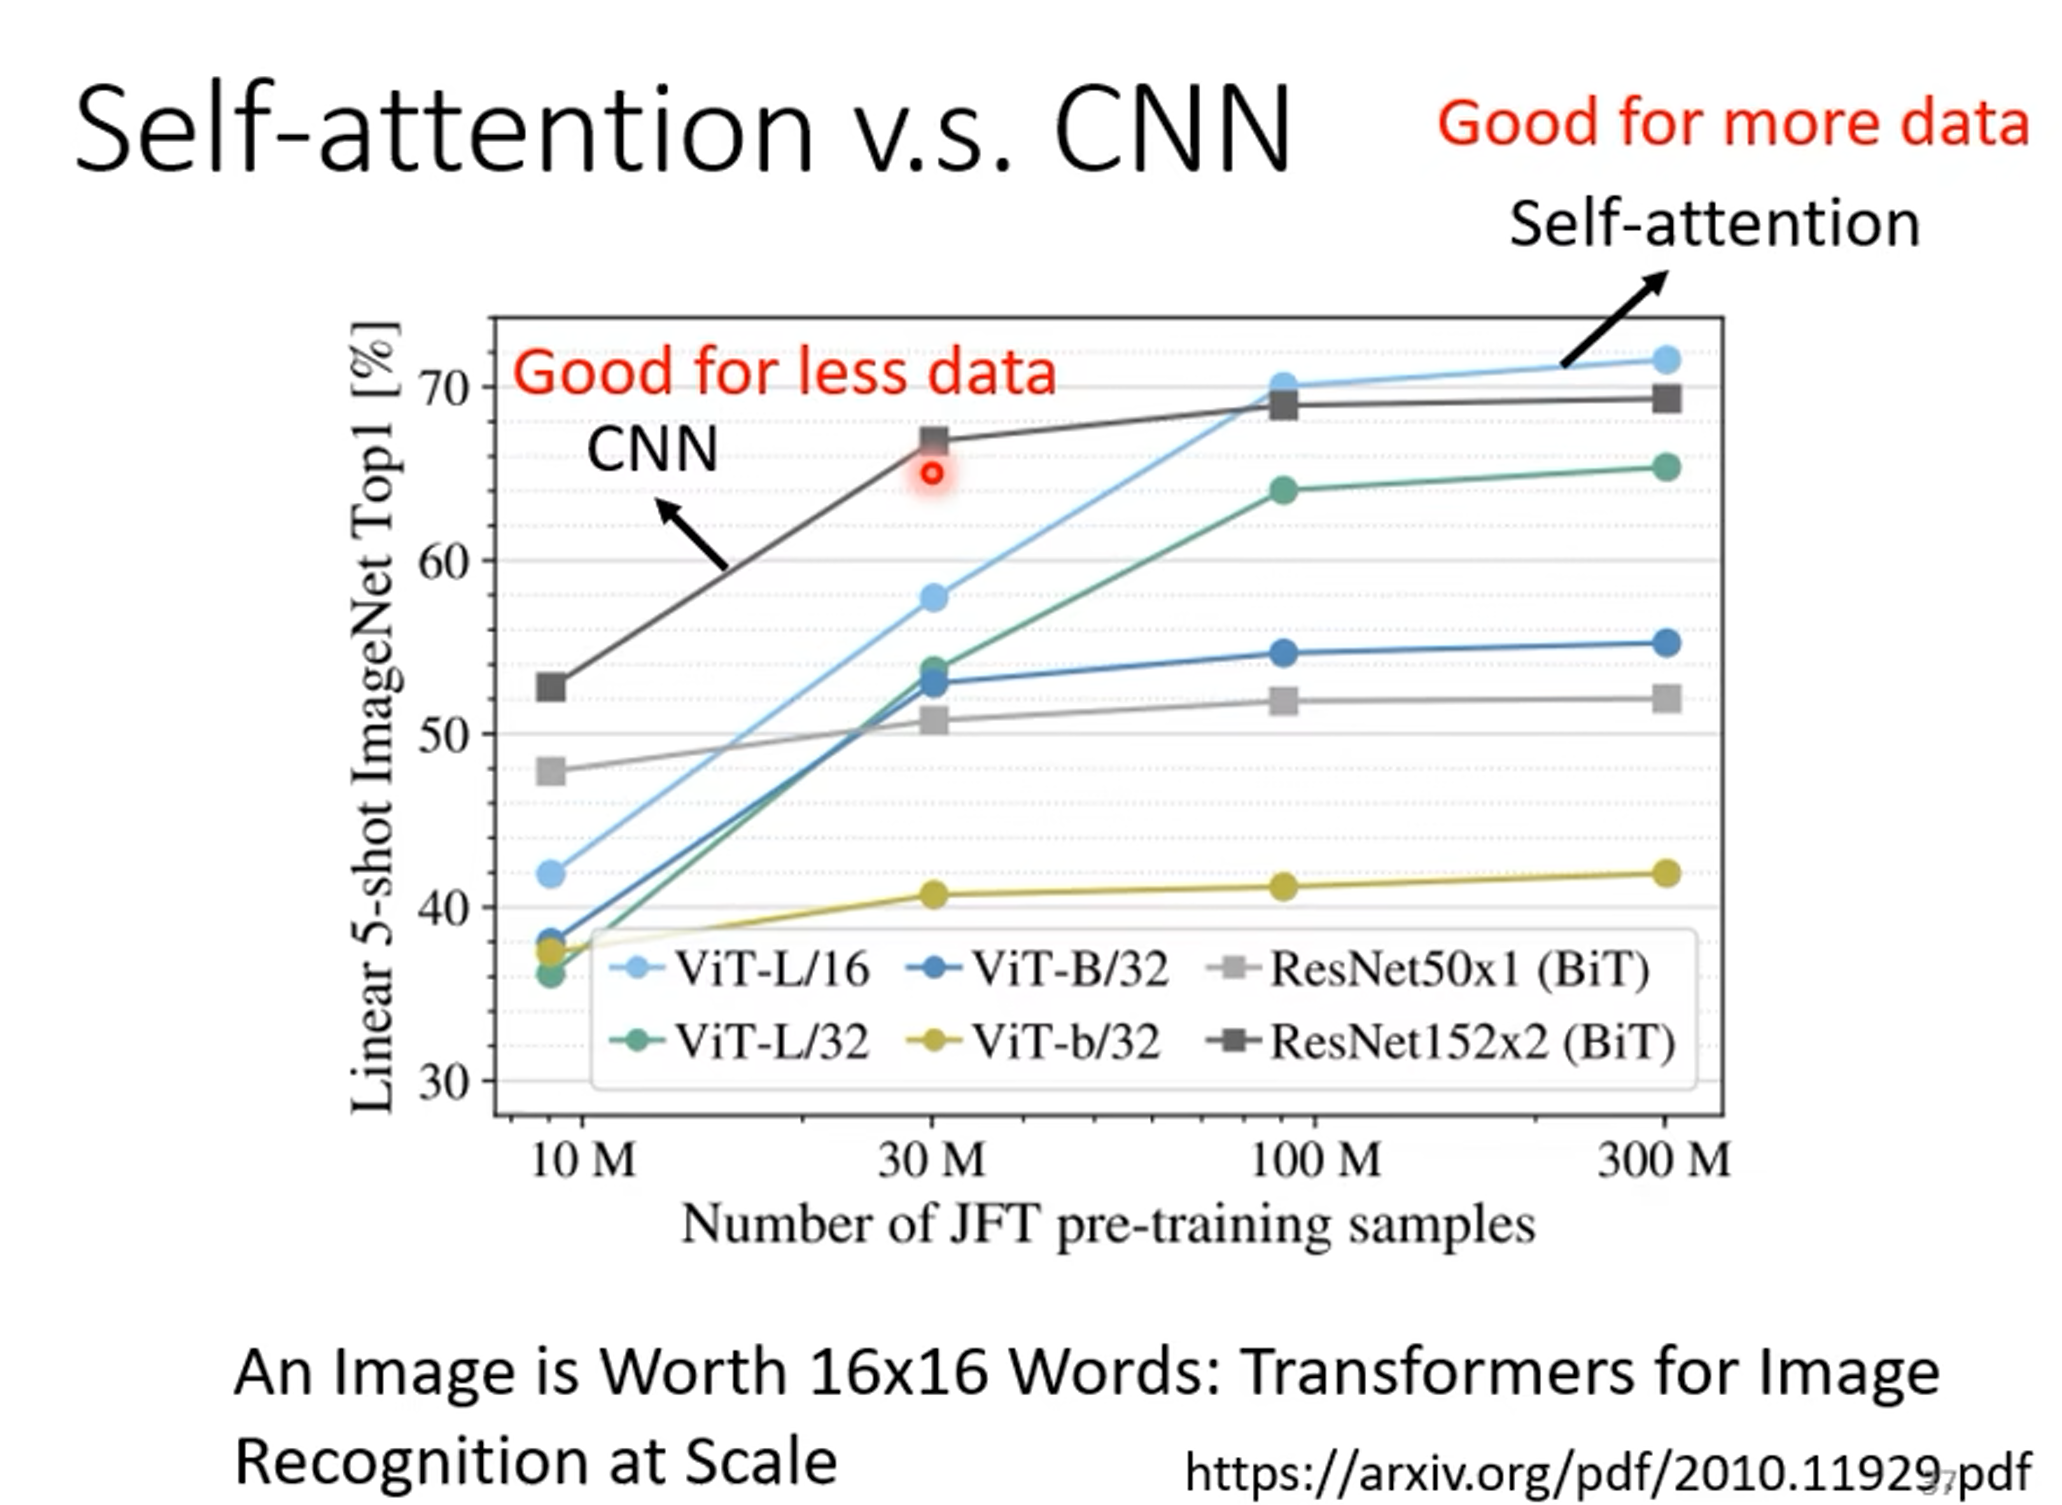 Self-attention v.s. CNN
Good for more data
Self-attention
Good for less data
CNN
Linear 5-shot ImageNet Top1 [%]
70
60
50
40
30
ViT-L/16 ViT-B/32 ResNet50x1 (BiT)
ViT-L/32 ViT-b/32 ResNet152x2 (BiT)
10 M 30 M 100 M 300 M
Number of JFT pre-training samples
An Image is Worth 16x16 Words: Transformers for Image
Recognition at Scale
https://arxiv.org/pdf/2010.11929.pdf
37